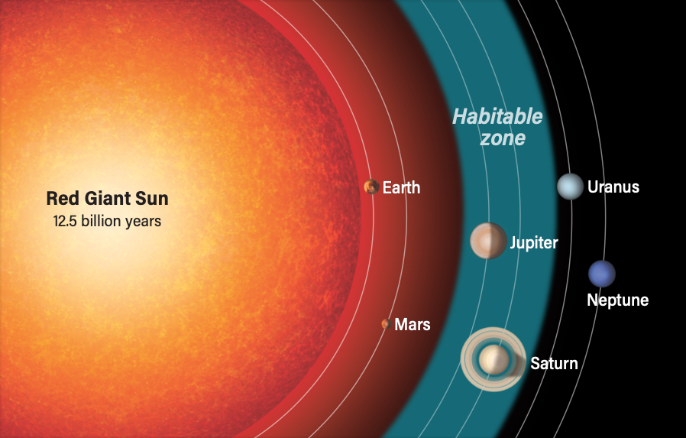 Habitable
zone
Red Giant Sun
12.5 billion years
Earth
Uranus
Jupiter
Neptune
Mars
Saturn